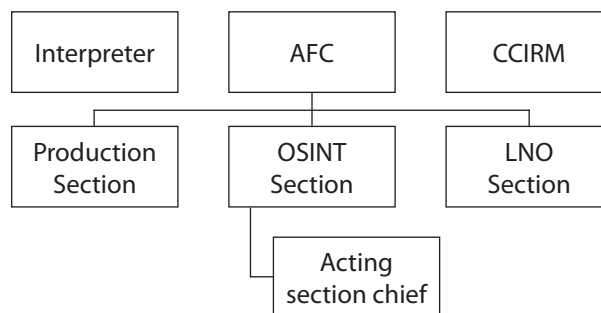 Interpreter
AFC
CCIRM
Production
Section
OSINT
Section
LNO
Section
Acting
section chief